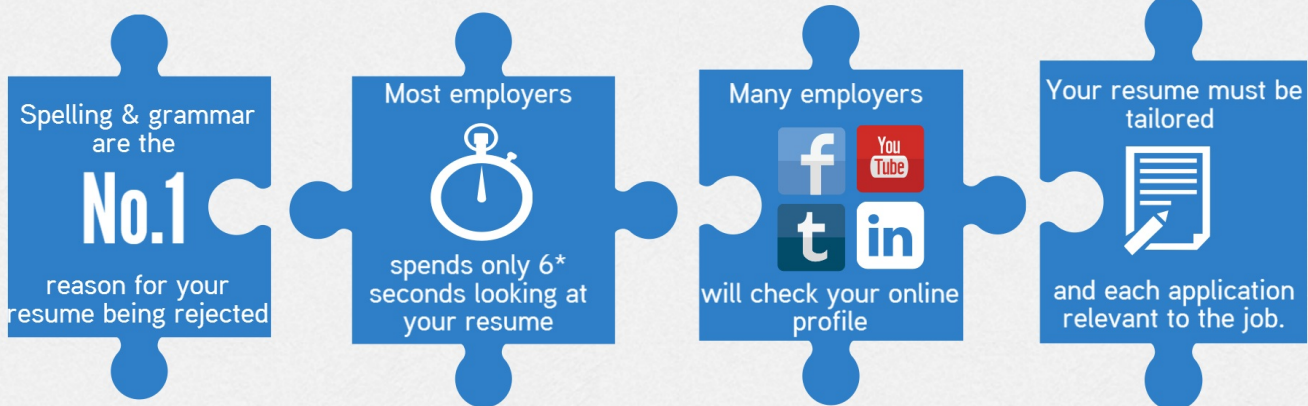 Spelling & grammar
are the
No.1
reason for your
resume being rejected
Most employers
spends only 6*
seconds looking at
your resume
Many employers
f
You
Tube
t
in
will check your online
profile
Your resume must be
tailored
and each application
relevant to the job.